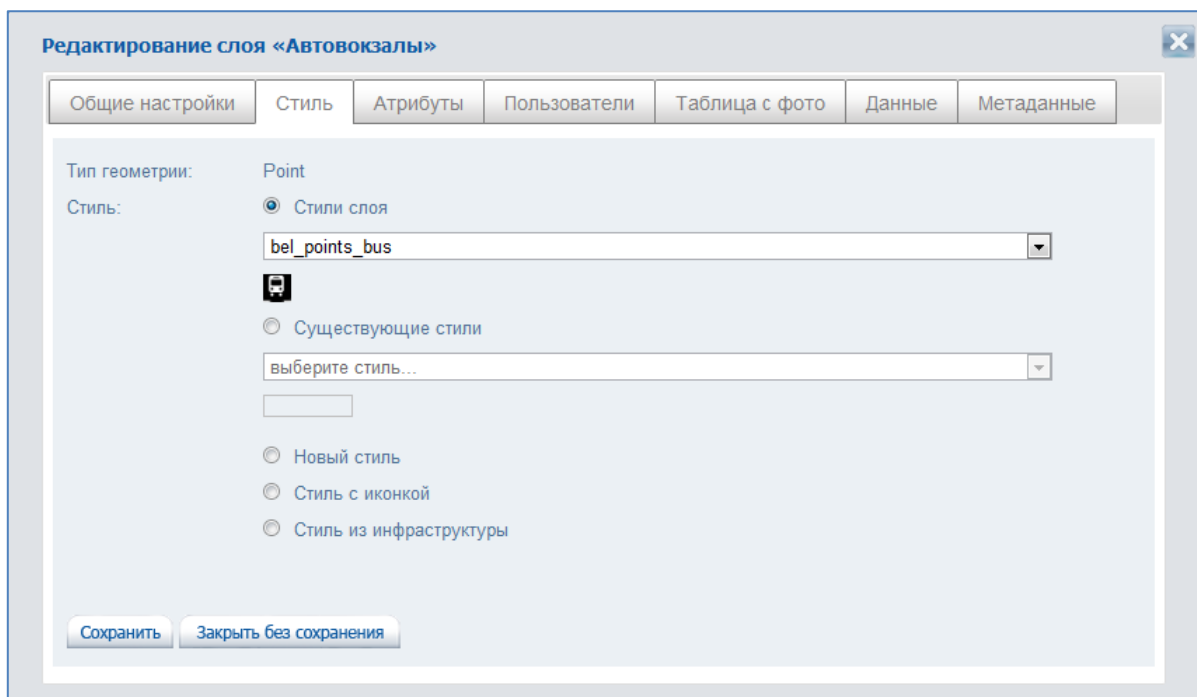 Редактирование слоя «Автовокзалы»
Общие настройки Стиль Атрибуты Пользователи Таблица с фото Данные Метаданные
Тип геометрии: Point
Стиль: Стили слоя
bel_points_bus
Существующие стили
выберите стиль...
Новый стиль
Стиль с иконкой
Стиль из инфраструктуры
Сохранить Закрыть без сохранения